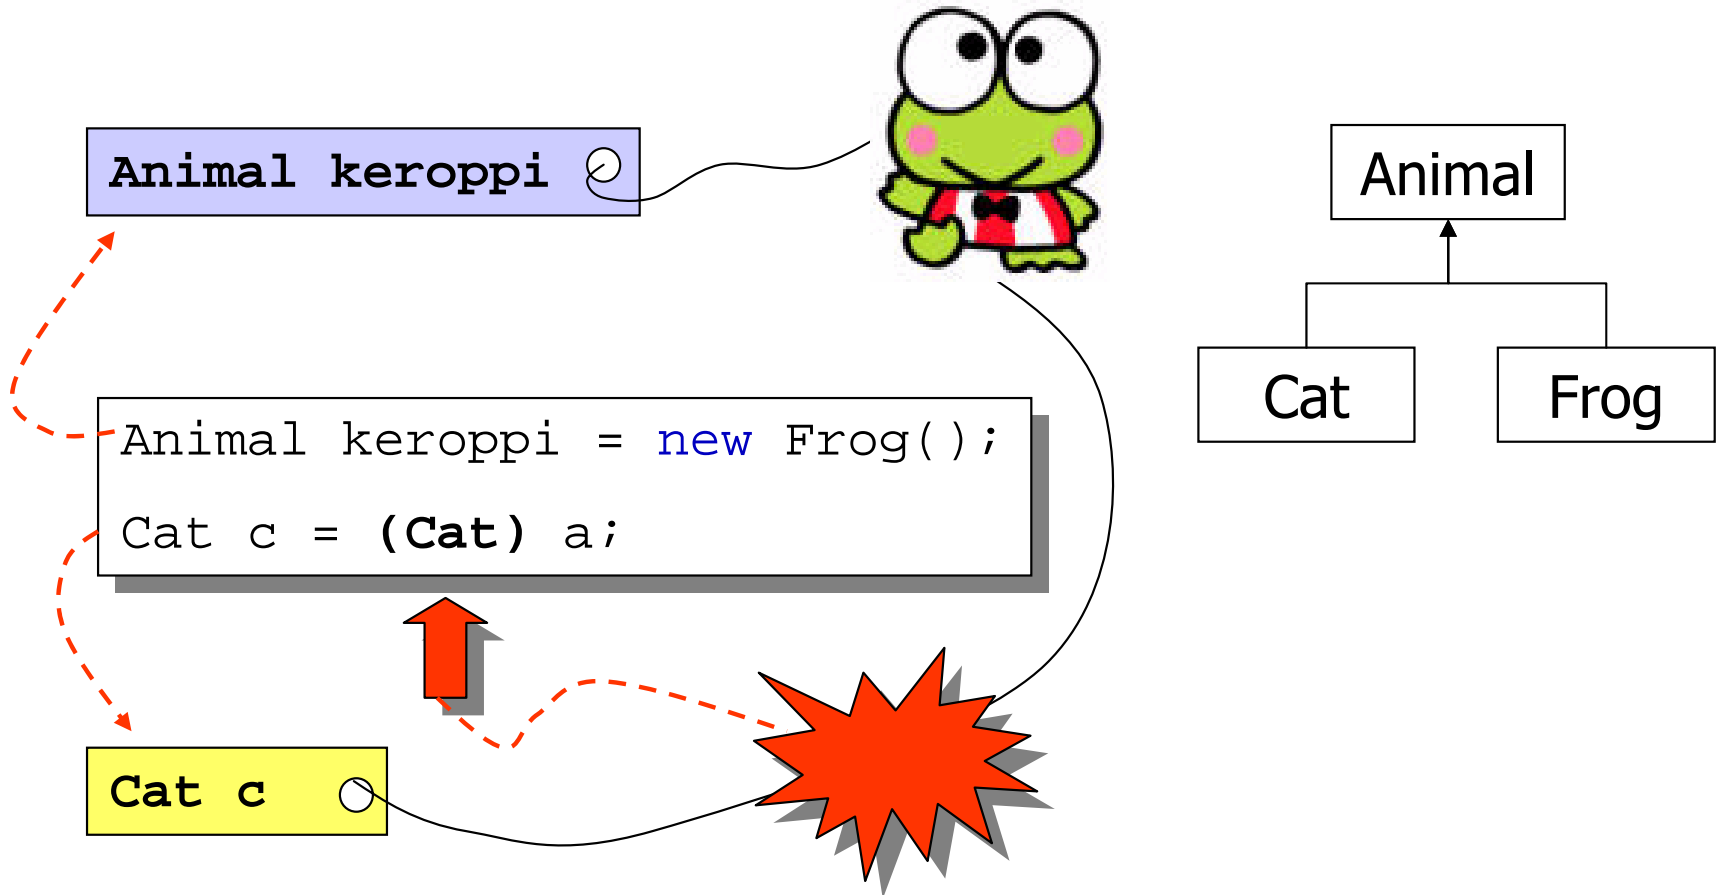 Animal keroppi
Animal
Cat
Frog
Animal keroppi = new Frog();
Cat c = (Cat) a;
Cat c